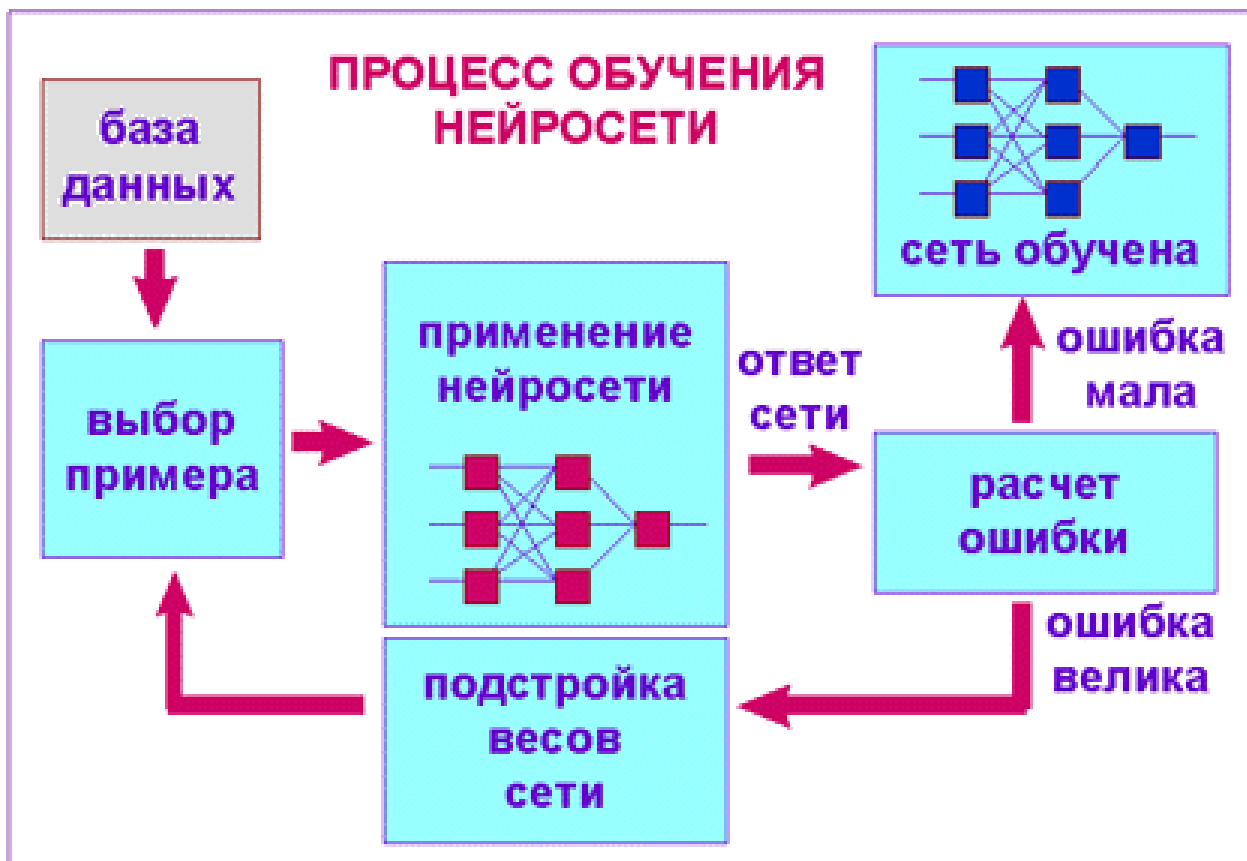 ПРОЦЕСС ОБУЧЕНИЯ
НЕЙРОСЕТИ
база
данных
выбор
примера
применение
нейросети
ответ
сети
расчет
ошибки
ошибка
мала
сеть обучена
ошибка
велика
подстройка
весов
сети